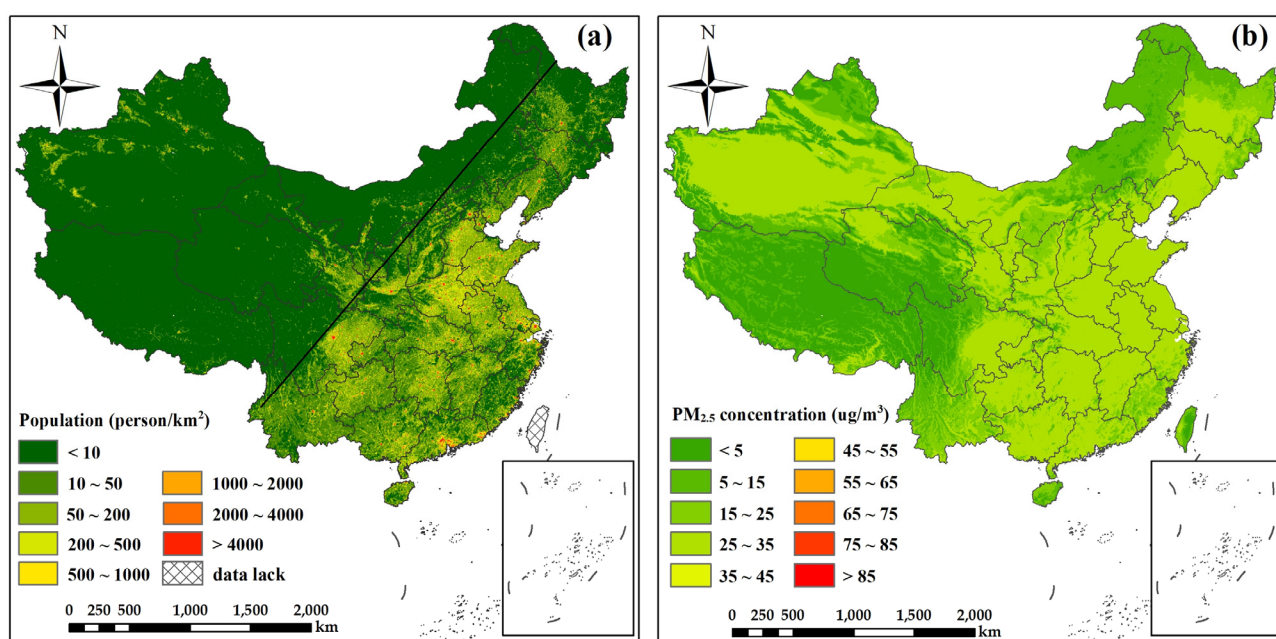 N
(a)
Population (person/km²)
< 10
10 ~ 50
50 ~ 200
200 ~ 500
500 ~ 1000
1000 ~ 2000
2000 ~ 4000
> 4000
data lack
0 250 500 1,000 1,500 2,000
km
N
(b)
PM₂.₅ concentration (ug/m³)
< 5
5 ~ 15
15 ~ 25
25 ~ 35
35 ~ 45
45 ~ 55
55 ~ 65
65 ~ 75
75 ~ 85
> 85
0 250 500 1,000 1,500 2,000
km